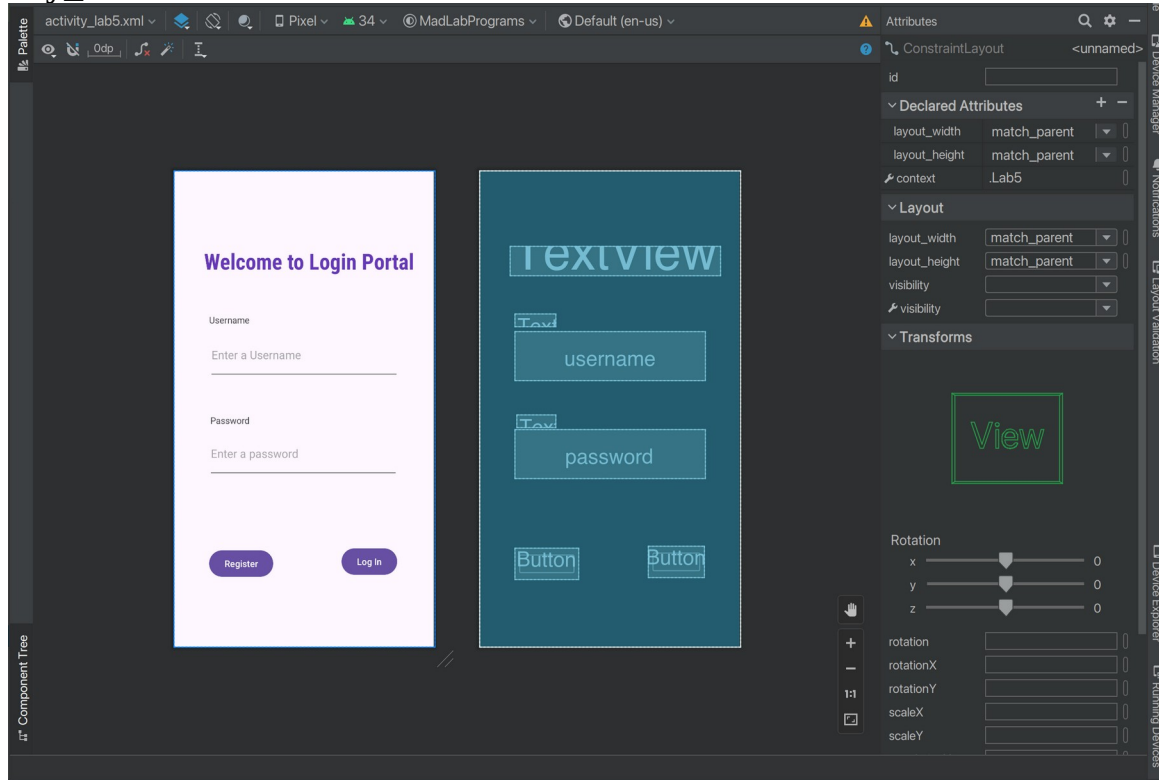 activity_lab5.xml Pixel 34 MadLabPrograms Default (en-us)
0dp
Palette
Component Tree
Welcome to Login Portal
Username
Enter a Username
Password
Enter a password
Register Log In
TextView
Text
username
Text
password
Button Button
1:1
Attributes
ConstraintLayout <unnamed>
id
Declared Attributes
layout_width match_parent
layout_height match_parent
context .Lab5
Layout
layout_width match_parent
layout_height match_parent
visibility
visibility
Transforms
View
Rotation
x 0
y 0
z 0
rotation
rotationX
rotationY
scaleX
scaleY
Device Manager
Notifications
Layout Validation
Device Explorer
Running Devices